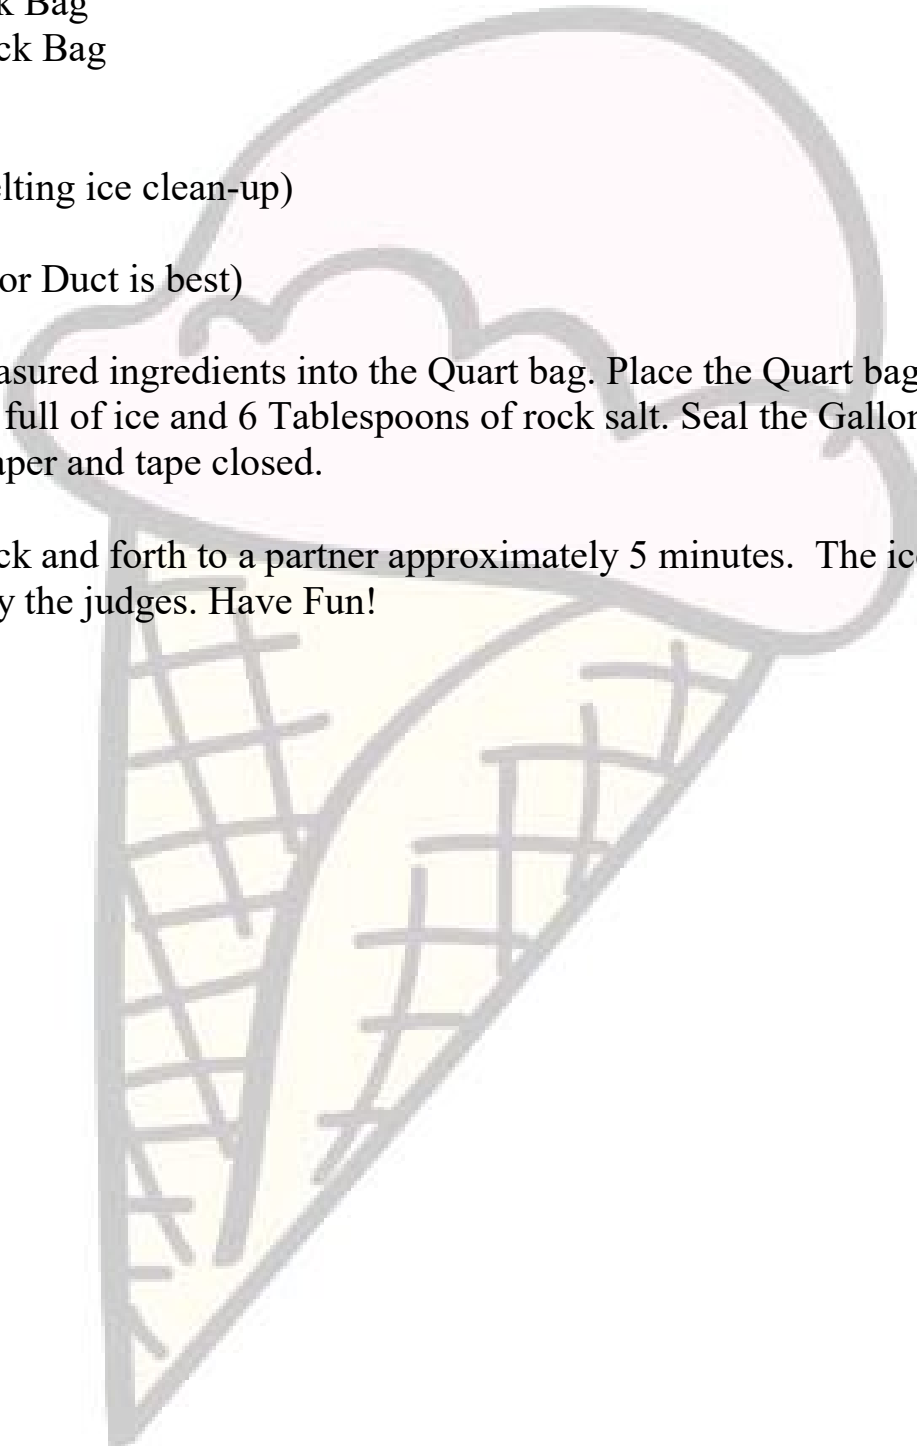 k Bag
ck Bag
elting ice clean-up)
or Duct is best)
asured ingredients into the Quart bag. Place the Quart bag
full of ice and 6 Tablespoons of rock salt. Seal the Gallon
aper and tape closed.
ck and forth to a partner approximately 5 minutes.  The ice
y the judges. Have Fun!